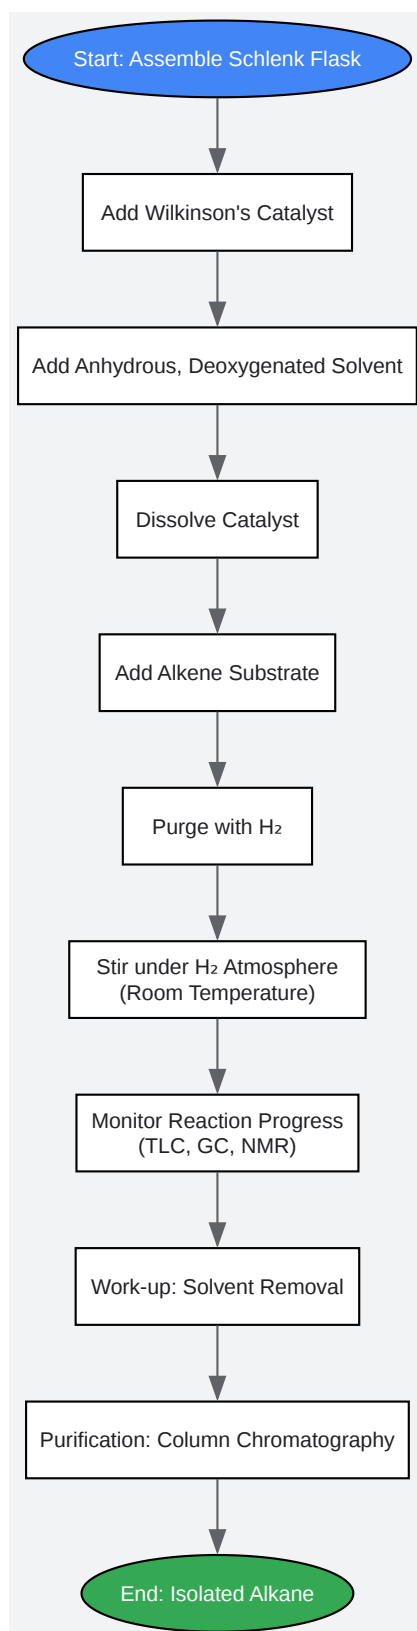 Start: Assemble Schlenk Flask
Add Wilkinson's Catalyst
Add Anhydrous, Deoxygenated Solvent
Dissolve Catalyst
Add Alkene Substrate
Purge with H₂
Stir under H₂ Atmosphere
(Room Temperature)
Monitor Reaction Progress
(TLC, GC, NMR)
Work-up: Solvent Removal
Purification: Column Chromatography
End: Isolated Alkane